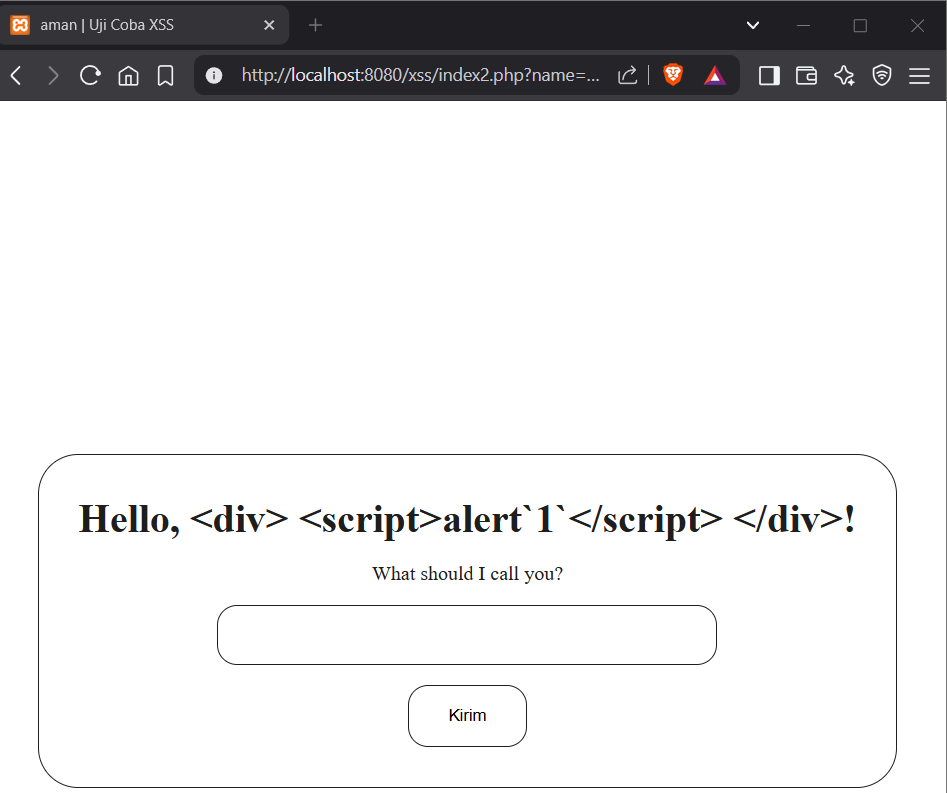 aman | Uji Coba XSS
http://localhost:8080/xss/index2.php?name=...
Hello, <div> <script>alert`1`</script> </div>!
What should I call you?
Kirim